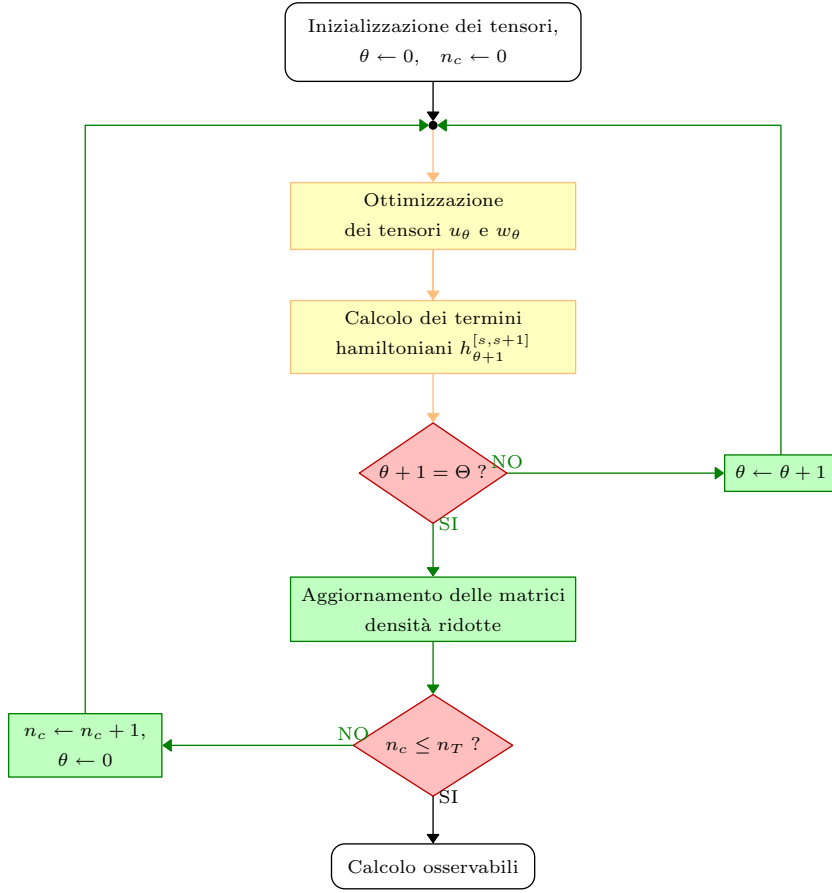 Inizializzazione dei tensori,
θ ← 0,   n_c ← 0
Ottimizzazione
dei tensori u_θ e w_θ
Calcolo dei termini
hamiltoniani h_{θ+1}^{[s,s+1]}
θ + 1 = Θ ?
NO
θ ← θ + 1
SI
Aggiornamento delle matrici
densità ridotte
n_c ← n_c + 1,
θ ← 0
NO
n_c ≤ n_T ?
SI
Calcolo osservabili